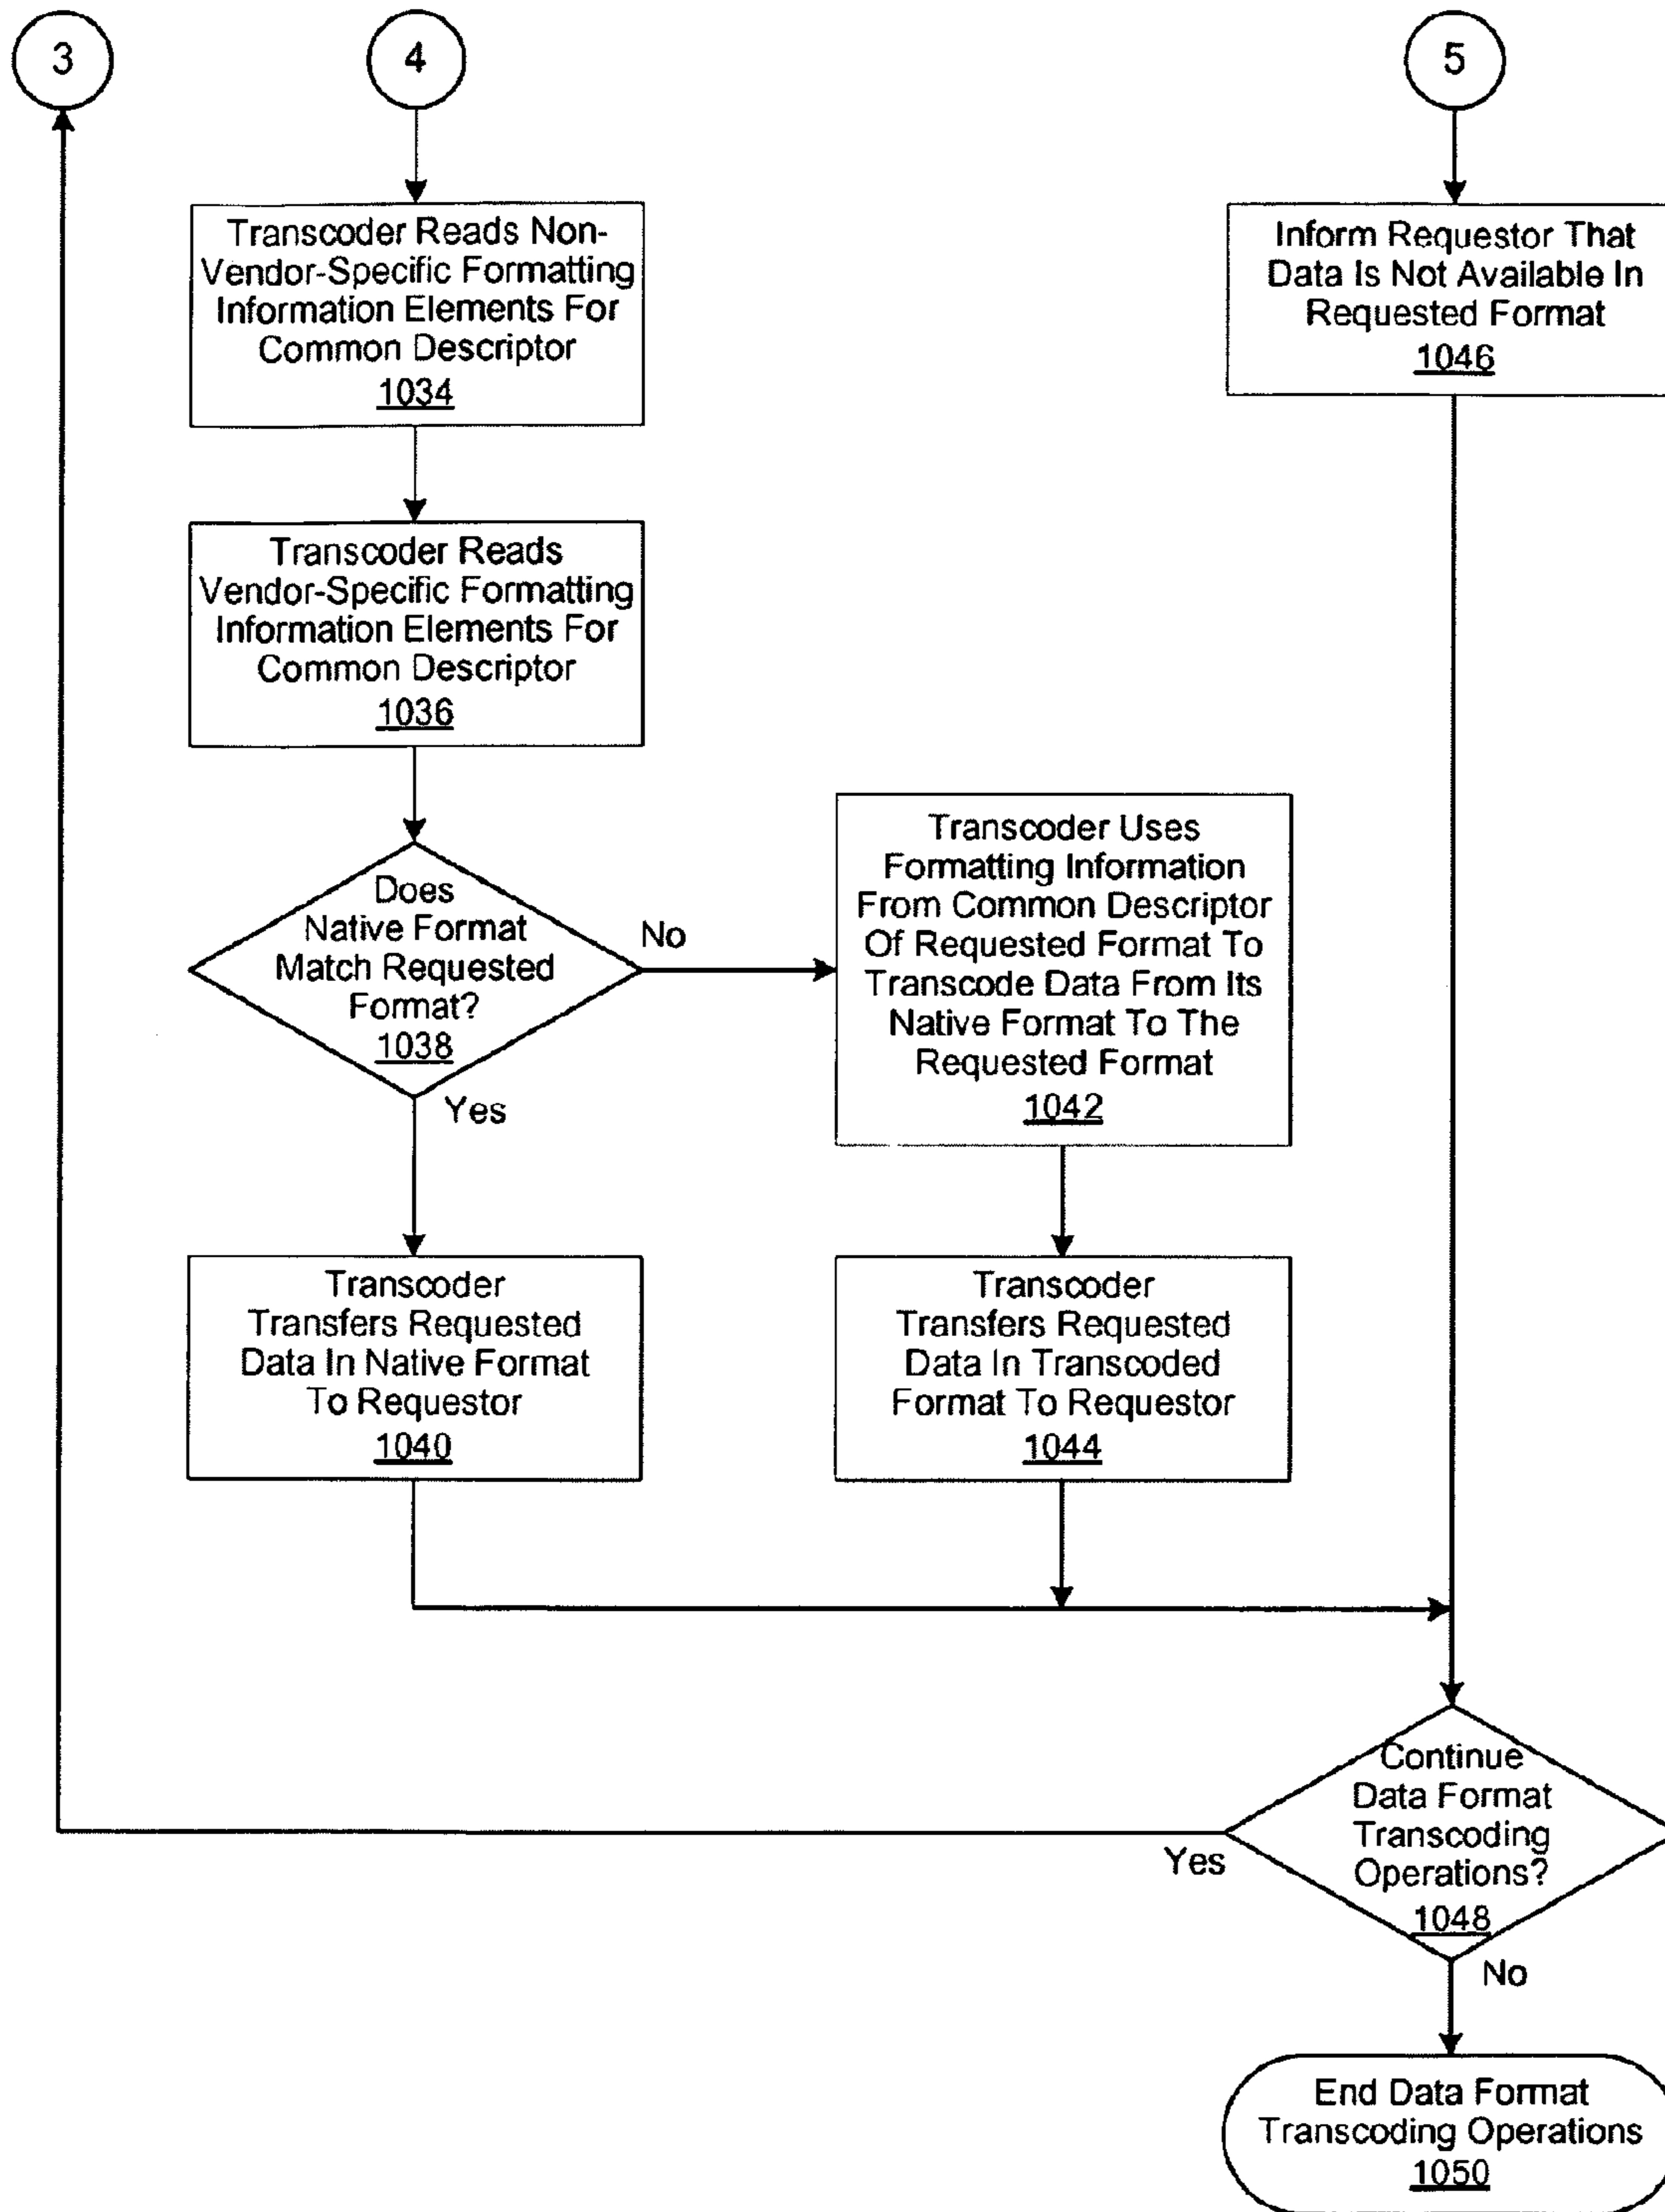 3
4
5
Transcoder Reads Non-
Vendor-Specific Formatting
Information Elements For
Common Descriptor
1034
Inform Requestor That
Data Is Not Available In
Requested Format
1046
Transcoder Reads
Vendor-Specific Formatting
Information Elements For
Common Descriptor
1036
Does
Native Format
Match Requested
Format?
1038
No
Yes
Transcoder Uses
Formatting Information
From Common Descriptor
Of Requested Format To
Transcode Data From Its
Native Format To The
Requested Format
1042
Transcoder
Transfers Requested
Data In Native Format
To Requestor
1040
Transcoder
Transfers Requested
Data In Transcoded
Format To Requestor
1044
Continue
Data Format
Transcoding
Operations?
1048
Yes
No
End Data Format
Transcoding Operations
1050